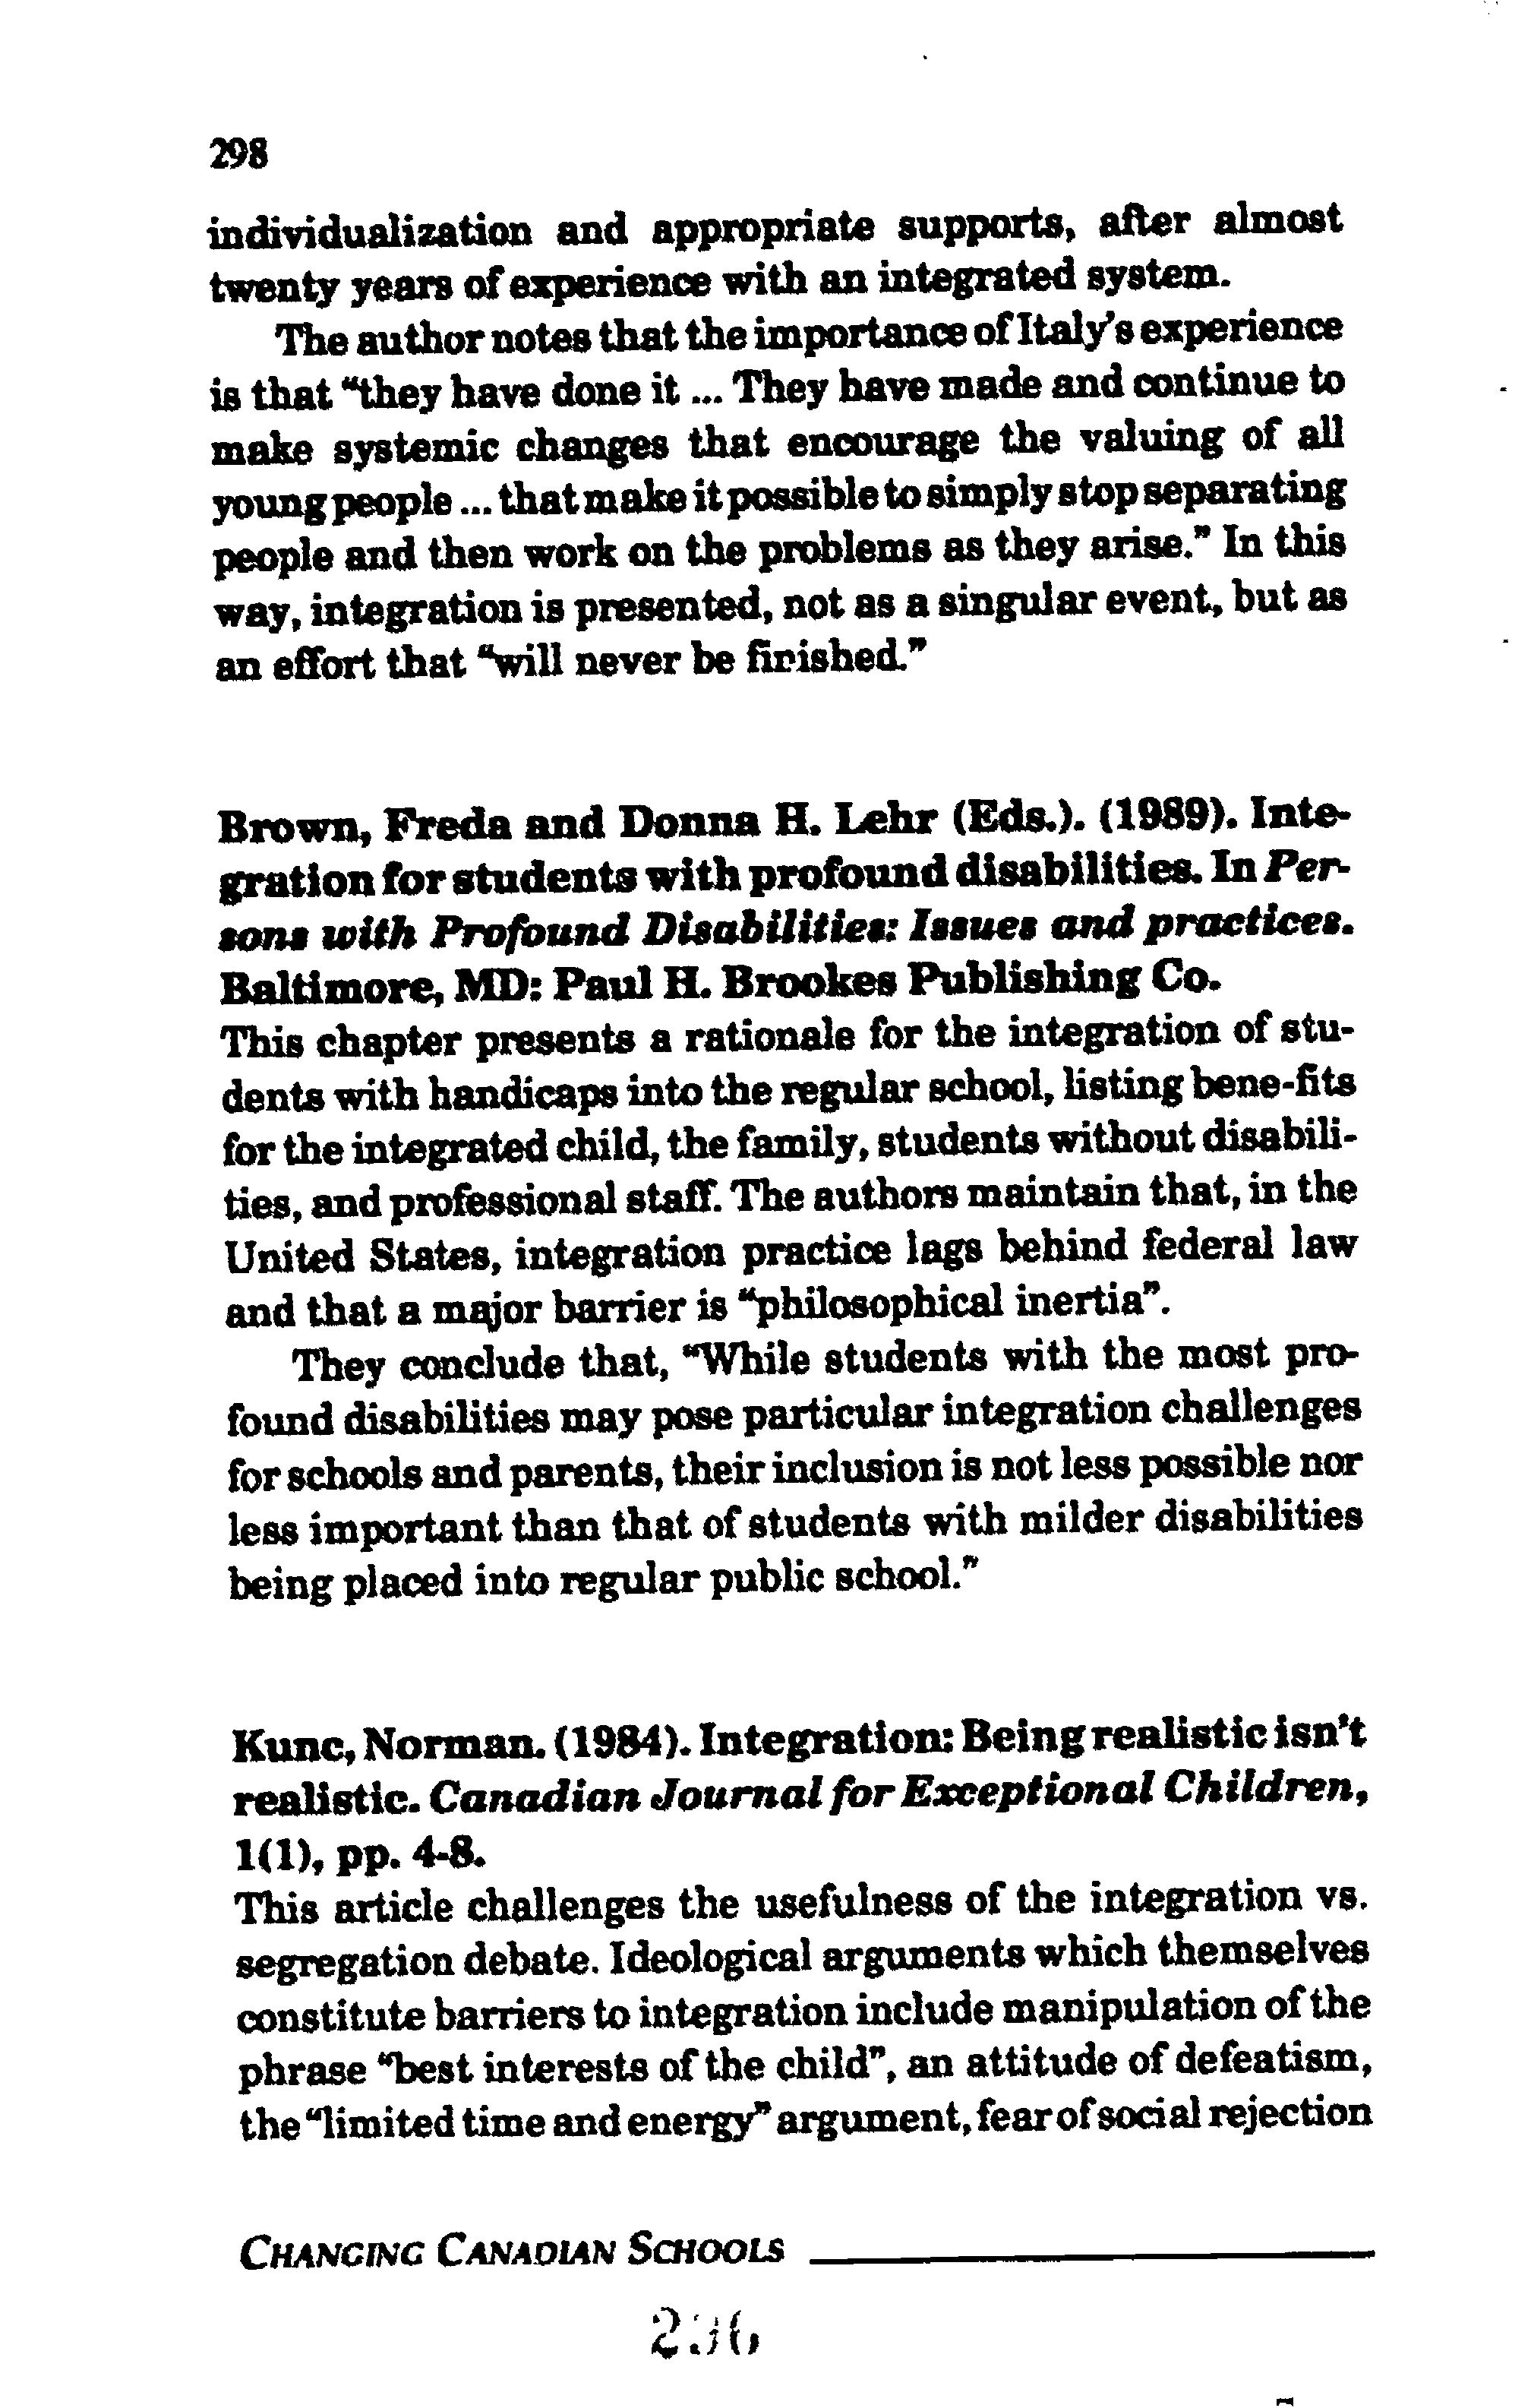 298
individualization and appropriate supports, after almost
twenty years of experience with an integrated system.
The author notes that the importance of Italy's experience
is that "they have done it ... They have made and continue to
make systemic changes that encourage the valuing of all
young people ... that make it possible to simply stop separating
people and then work on the problems as they arise." In this
way, integration is presented, not as a singular event, but as
an effort that "will never be finished."
Brown, Freda and Donna H. Lehr (Eds.). (1989). Inte-
gration for students with profound disabilities. In Per-
sons with Profound Disabilities: Issues and practices.
Baltimore, MD: Paul H. Brookes Publishing Co.
This chapter presents a rationale for the integration of stu-
dents with handicaps into the regular school, listing bene-fits
for the integrated child, the family, students without disabili-
ties, and professional staff. The authors maintain that, in the
United States, integration practice lags behind federal law
and that a major barrier is "philosophical inertia".
They conclude that, "While students with the most pro-
found disabilities may pose particular integration challenges
for schools and parents, their inclusion is not less possible nor
less important than that of students with milder disabilities
being placed into regular public school."
Kunc, Norman. (1984). Integration: Being realistic isn't
realistic. Canadian Journal for Exceptional Children,
1(1), pp. 4-8.
This article challenges the usefulness of the integration vs.
segregation debate. Ideological arguments which themselves
constitute barriers to integration include manipulation of the
phrase "best interests of the child", an attitude of defeatism,
the "limited time and energy" argument, fear of social rejection
CHANGING CANADIAN SCHOOLS